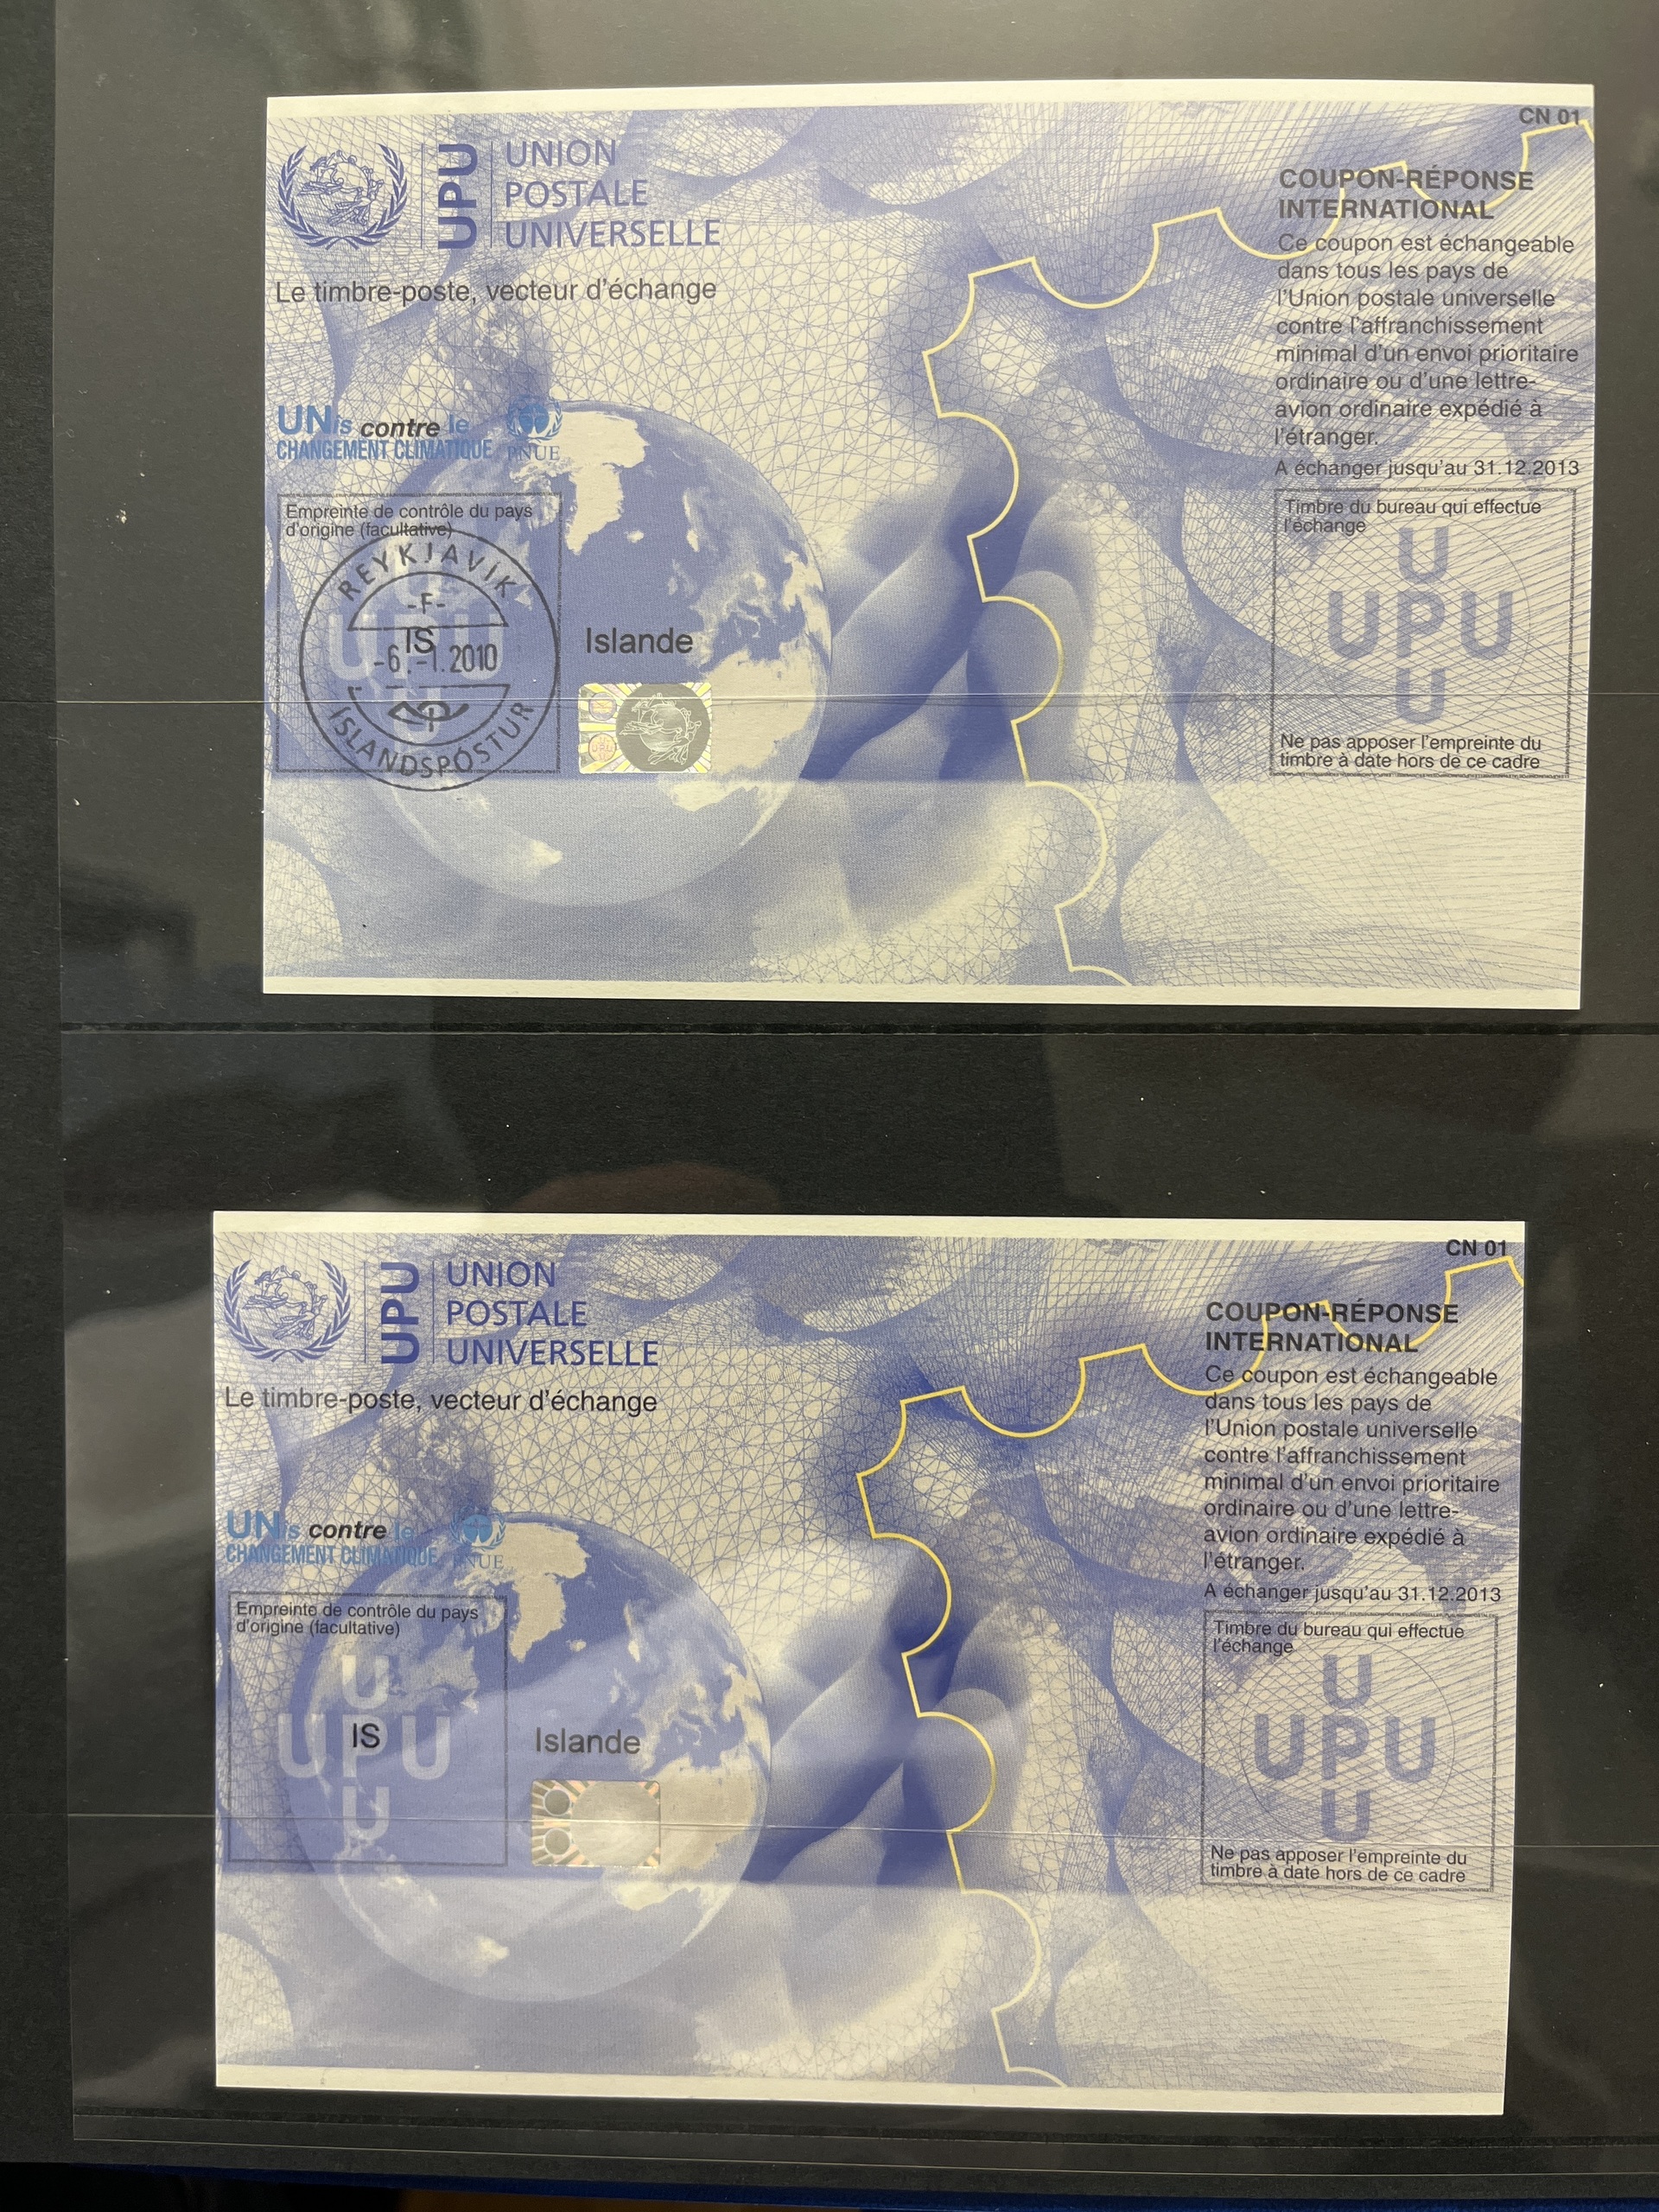 CN 01
UPU
UNION
POSTALE
UNIVERSELLE
Le timbre-poste, vecteur d'échange
UNis contre le
CHANGEMENT CLIMATIQUE
PNUE
Empreinte de contrôle du pays
d'origine (facultative)
REYKJAVÍK
-F-
IS
-6.-1.2010
ÍSLANDSPÓSTUR
U
UPU
U
Islande
COUPON-RÉPONSE
INTERNATIONAL
Ce coupon est échangeable
dans tous les pays de
l'Union postale universelle
contre l'affranchissement
minimal d'un envoi prioritaire
ordinaire ou d'une lettre-
avion ordinaire expédié à
l'étranger.
A échanger jusqu'au 31.12.2013
Timbre du bureau qui effectue
l'échange
U
UPU
U
Ne pas apposer l'empreinte du
timbre à date hors de ce cadre
CN 01
UPU
UNION
POSTALE
UNIVERSELLE
Le timbre-poste, vecteur d'échange
UNis contre le
CHANGEMENT CLIMATIQUE
PNUE
Empreinte de contrôle du pays
d'origine (facultative)
U
UPU
U
IS
Islande
COUPON-RÉPONSE
INTERNATIONAL
Ce coupon est échangeable
dans tous les pays de
l'Union postale universelle
contre l'affranchissement
minimal d'un envoi prioritaire
ordinaire ou d'une lettre-
avion ordinaire expédié à
l'étranger.
A échanger jusqu'au 31.12.2013
Timbre du bureau qui effectue
l'échange
U
UPU
U
Ne pas apposer l'empreinte du
timbre à date hors de ce cadre